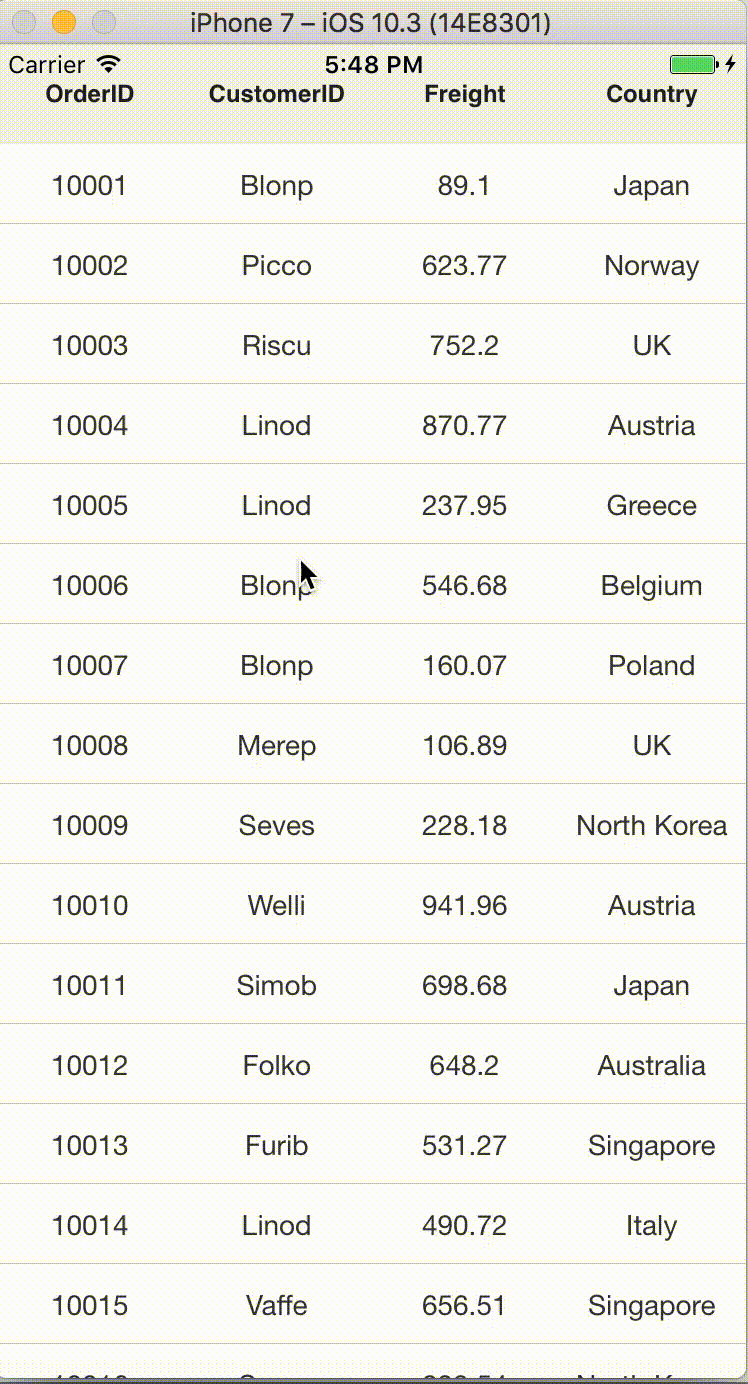 iPhone 7 – iOS 10.3 (14E8301)
Carrier 5:48 PM
OrderID CustomerID Freight Country
10001 Blonp 89.1 Japan
10002 Picco 623.77 Norway
10003 Riscu 752.2 UK
10004 Linod 870.77 Austria
10005 Linod 237.95 Greece
10006 Blonp 546.68 Belgium
10007 Blonp 160.07 Poland
10008 Merep 106.89 UK
10009 Seves 228.18 North Korea
10010 Welli 941.96 Austria
10011 Simob 698.68 Japan
10012 Folko 648.2 Australia
10013 Furib 531.27 Singapore
10014 Linod 490.72 Italy
10015 Vaffe 656.51 Singapore